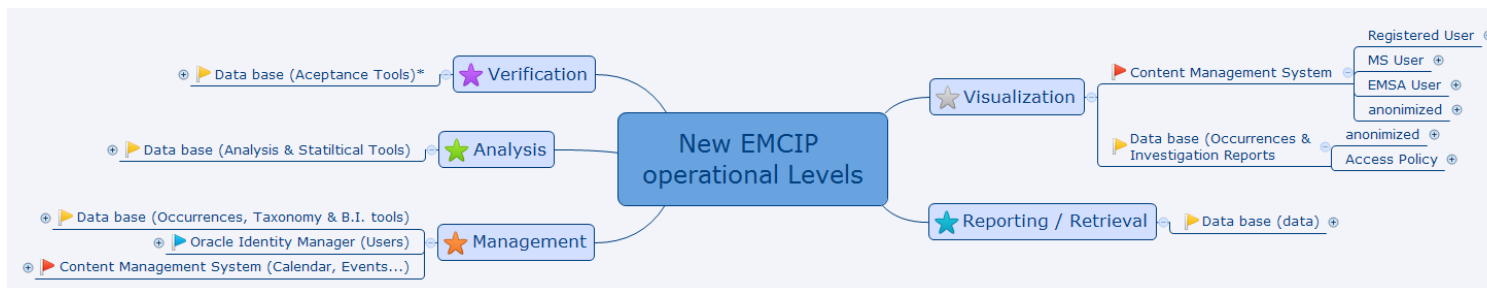 Data base (Aceptance Tools)*
Verification
Data base (Analysis & Statiltical Tools)
Analysis
Data base (Occurrences, Taxonomy & B.I. tools)
Oracle Identity Manager (Users)
Content Management System (Calendar, Events...)
Management
New EMCIP
operational Levels
Visualization
Content Management System
Registered User
MS User
EMSA User
anonimized
Data base (Occurrences &
Investigation Reports
anonimized
Access Policy
Reporting / Retrieval
Data base (data)